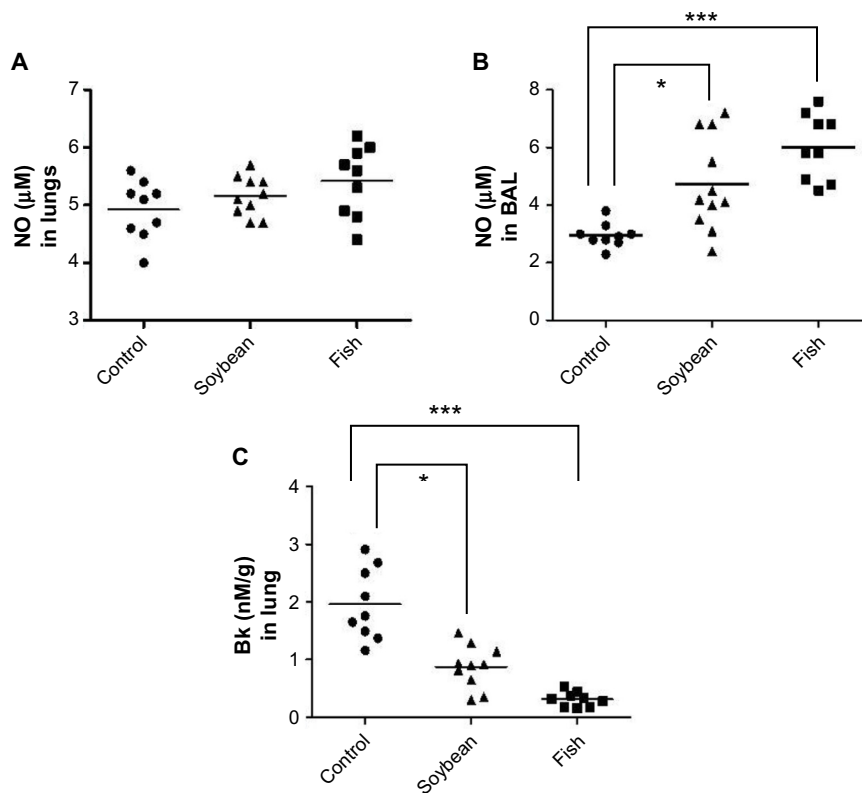 A
NO (µM)
in lungs
7
6
5
4
3
Control
Soybean
Fish
B
***
*
NO (µM)
in BAL
8
6
4
2
0
Control
Soybean
Fish
C
***
*
Bk (nM/g)
in lung
4
3
2
1
0
Control
Soybean
Fish